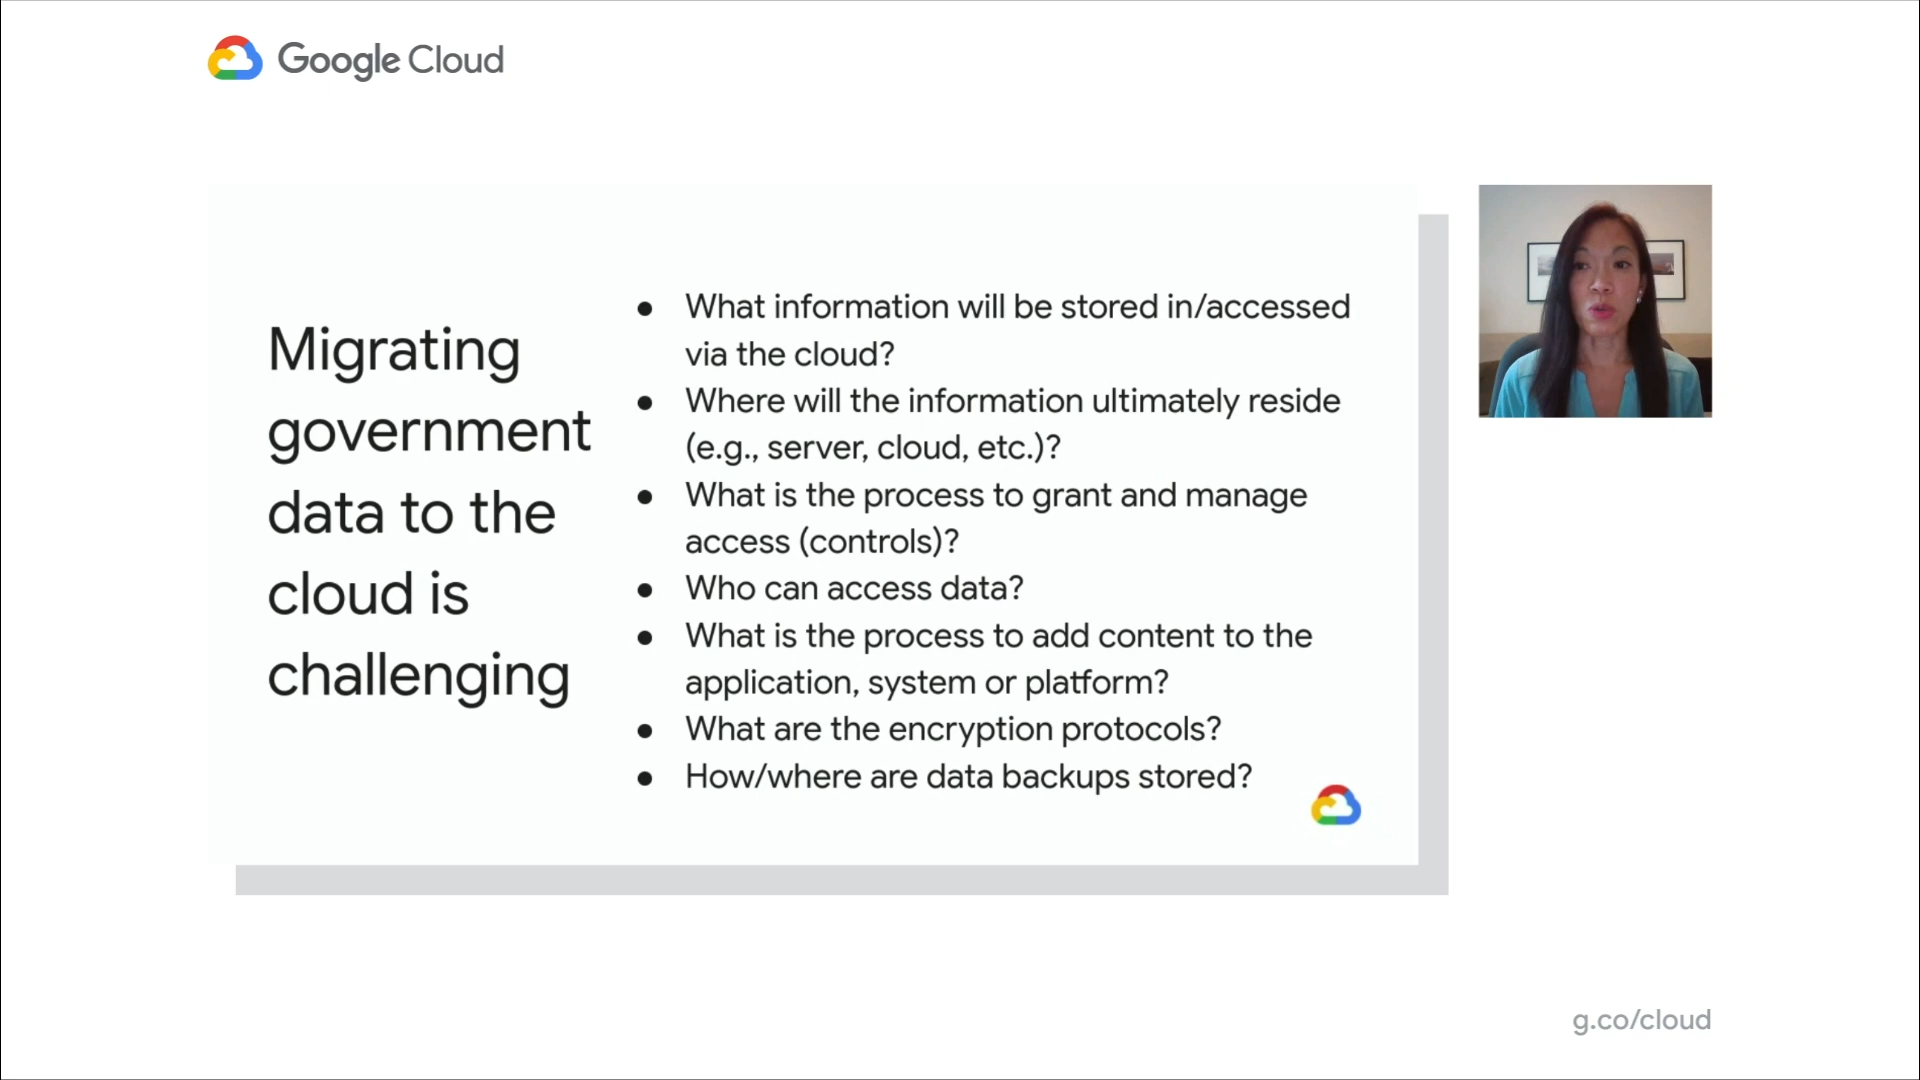 Google Cloud
Migrating
government
data to the
cloud is
challenging
● What information will be stored in/accessed
via the cloud?
● Where will the information ultimately reside
(e.g., server, cloud, etc.)?
● What is the process to grant and manage
access (controls)?
● Who can access data?
● What is the process to add content to the
application, system or platform?
● What are the encryption protocols?
● How/where are data backups stored?
g.co/cloud